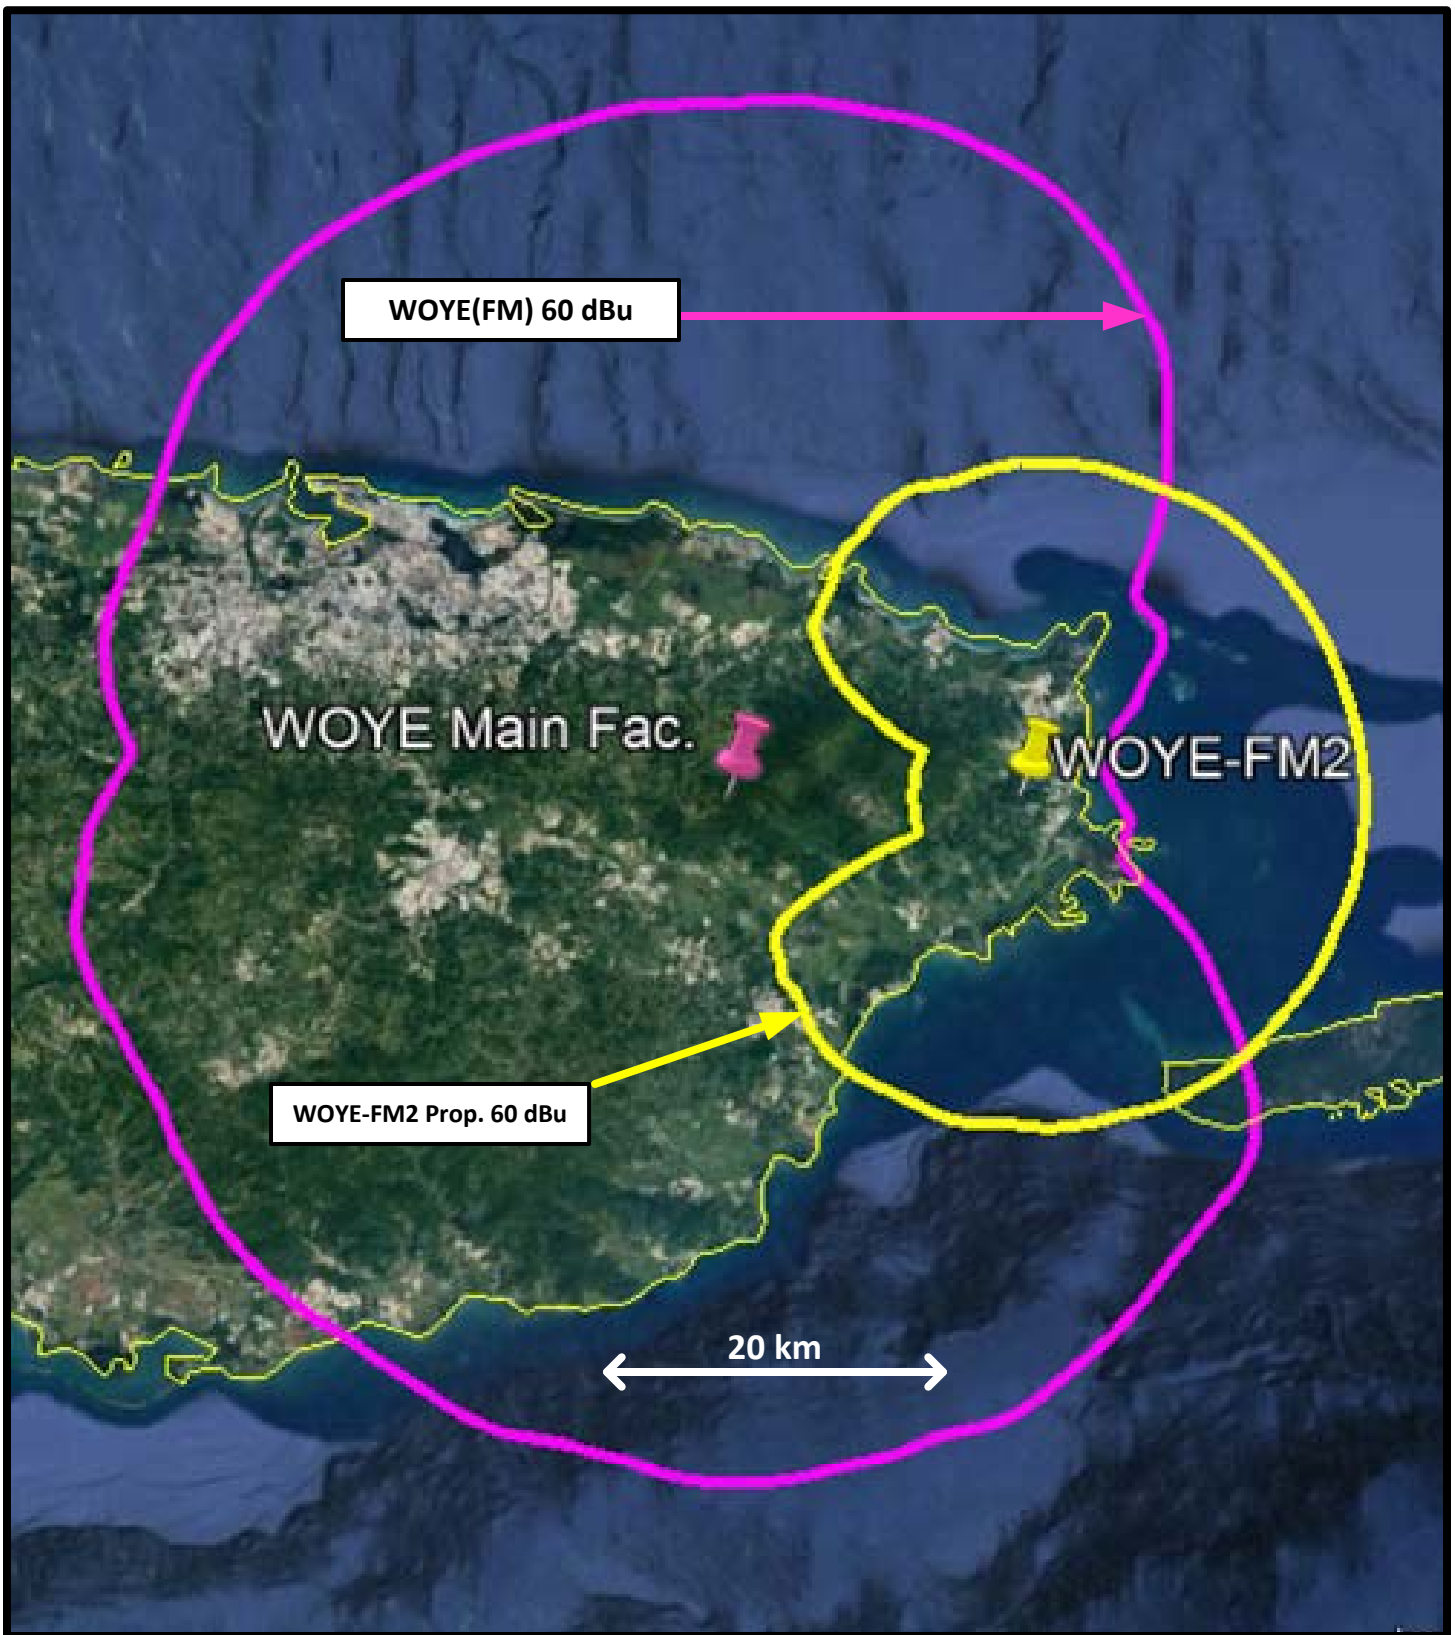 WOYE(FM) 60 dBu
WOYE Main Fac.
WOYE-FM2
WOYE-FM2 Prop. 60 dBu
20 km